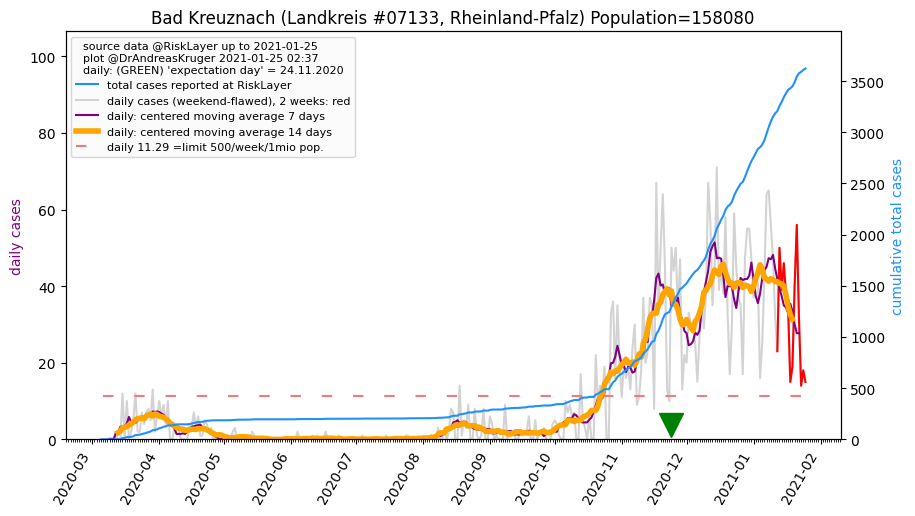 Bad Kreuznach (Landkreis #07133, Rheinland-Pfalz) Population=158080
source data @RiskLayer up to 2021-01-25
plot @DrAndreasKruger 2021-01-25 02:37
daily: (GREEN) 'expectation day' = 24.11.2020
total cases reported at RiskLayer
daily cases (weekend-flawed), 2 weeks: red
daily: centered moving average 7 days
daily: centered moving average 14 days
daily 11.29 =limit 500/week/1mio pop.
daily cases
100
80
60
40
20
0
cumulative total cases
3500
3000
2500
2000
1500
1000
500
0
2020-03
2020-04
2020-05
2020-06
2020-07
2020-08
2020-09
2020-10
2020-11
2020-12
2021-01
2021-02